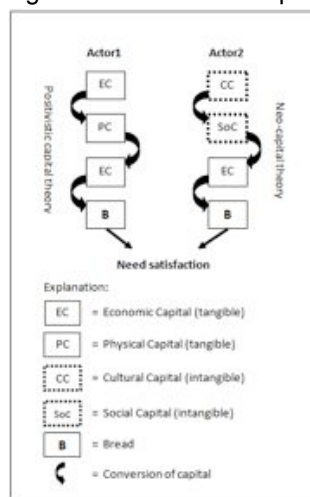 Actor1 Actor2
EC CC
PC SoC
EC EC
B B
Positivistic capital theory
Neo-capital theory
Need satisfaction
Explanation:
EC = Economic Capital (tangible)
PC = Physical Capital (tangible)
CC = Cultural Capital (intangible)
Soc = Social Capital (intangible)
B = Bread
= Conversion of capital